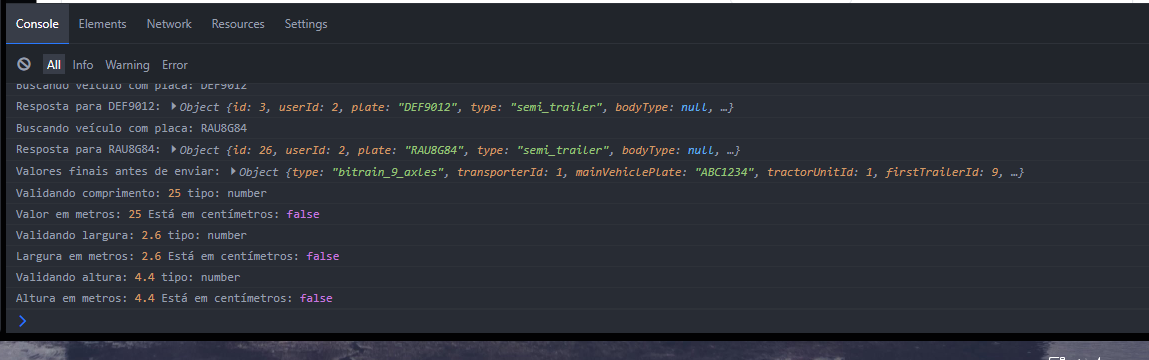 Console Elements Network Resources Settings
All Info Warning Error
Buscando veículo com placa: DEF9012
Resposta para DEF9012: Object {id: 3, userId: 2, plate: "DEF9012", type: "semi_trailer", bodyType: null, …}
Buscando veículo com placa: RAU8G84
Resposta para RAU8G84: Object {id: 26, userId: 2, plate: "RAU8G84", type: "semi_trailer", bodyType: null, …}
Valores finais antes de enviar: Object {type: "bitrain_9_axles", transporterId: 1, mainVehiclePlate: "ABC1234", tractorUnitId: 1, firstTrailerId: 9, …}
Validando comprimento: 25 tipo: number
Valor em metros: 25 Está em centímetros: false
Validando largura: 2.6 tipo: number
Largura em metros: 2.6 Está em centímetros: false
Validando altura: 4.4 tipo: number
Altura em metros: 4.4 Está em centímetros: false